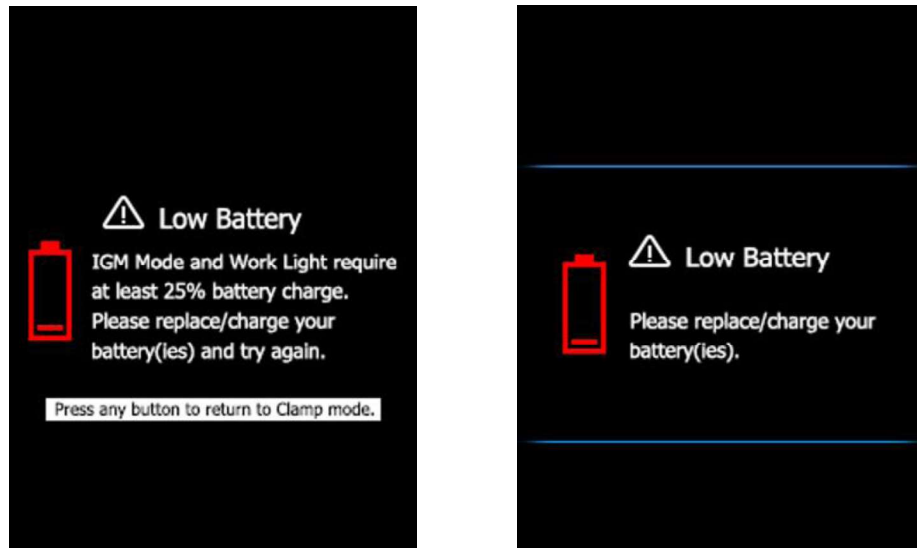 Low Battery
IGM Mode and Work Light require
at least 25% battery charge.
Please replace/charge your
battery(ies) and try again.
Press any button to return to Clamp mode.
Low Battery
Please replace/charge your
battery(ies).